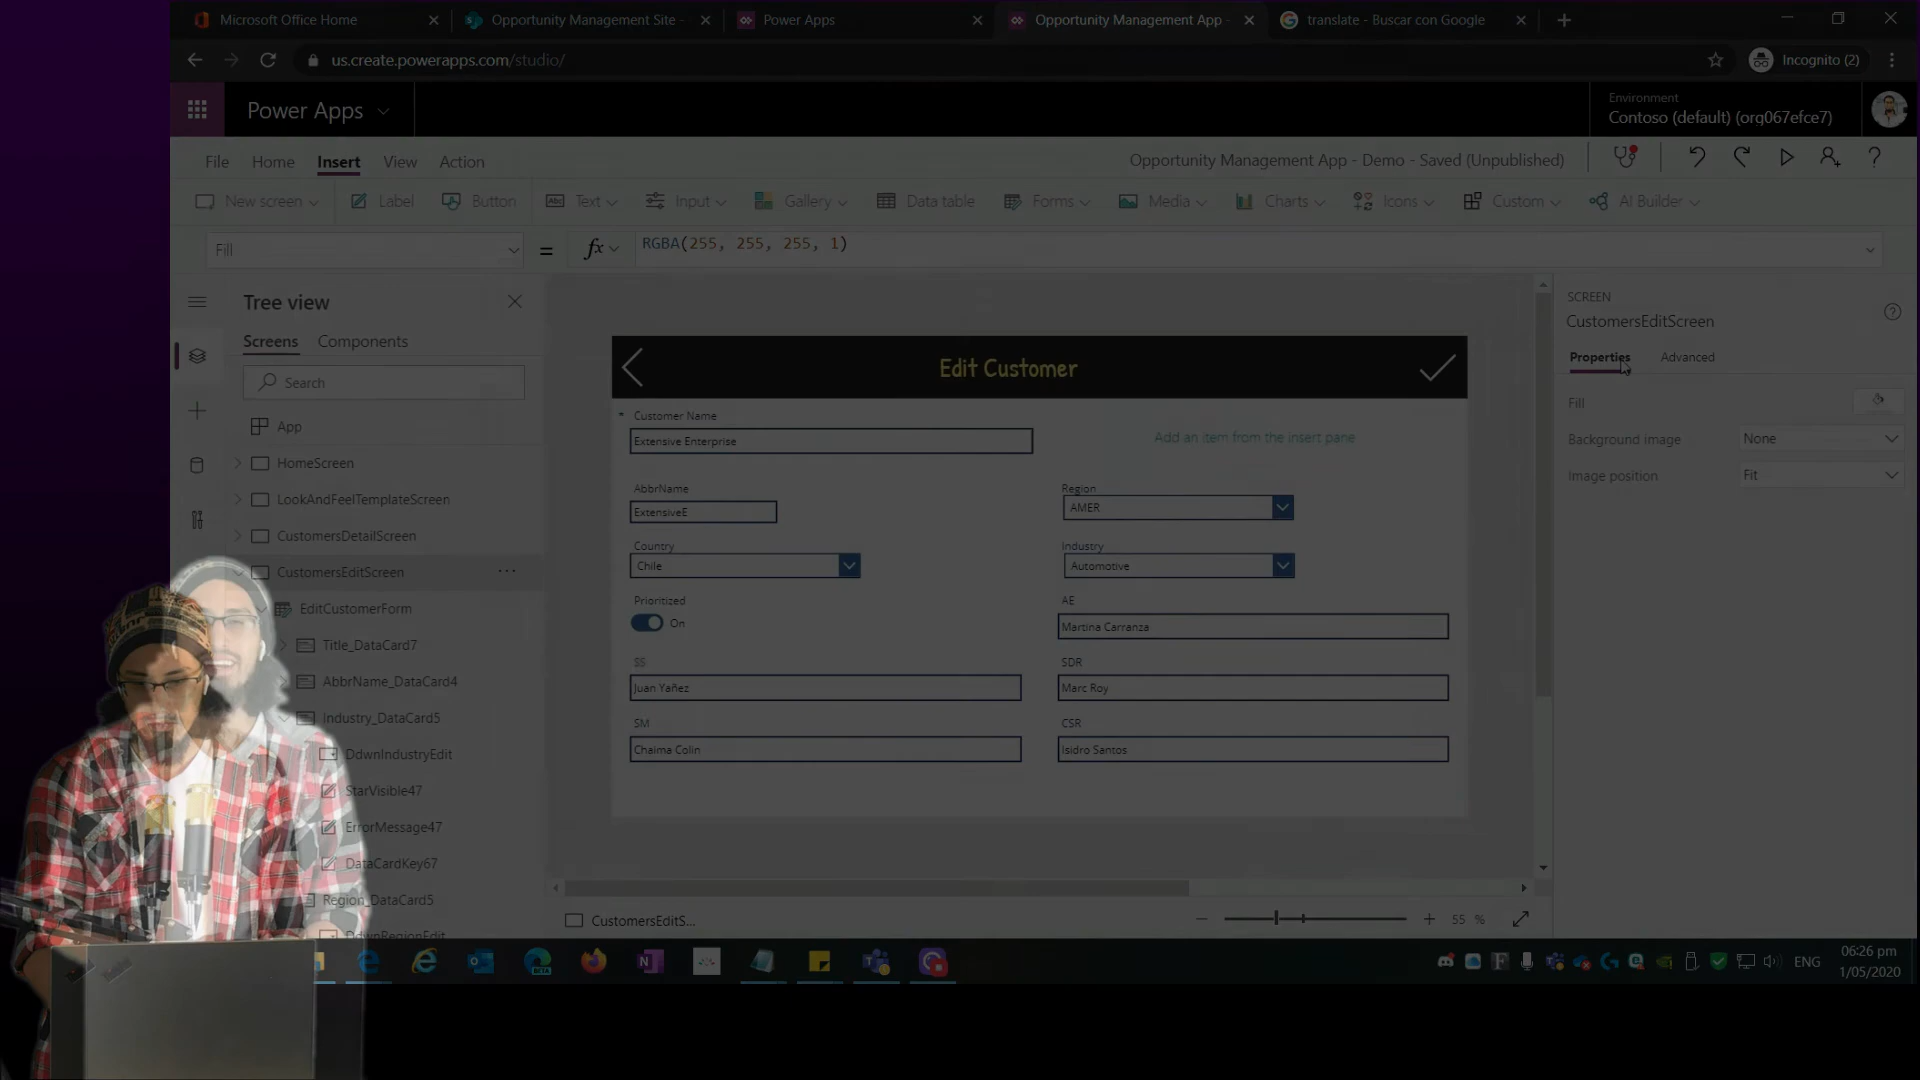 Microsoft Office Home
Opportunity Management Site -
Power Apps
Opportunity Management App -
translate - Buscar con Google
us.create.powerapps.com/studio/
Incognito (2)
Power Apps
Environment
Contoso (default) (org067efce7)
File
Home
Insert
View
Action
Opportunity Management App - Demo - Saved (Unpublished)
New screen
Label
Button
Text
Input
Gallery
Data table
Forms
Media
Charts
Icons
Custom
AI Builder
Fill
=
fx
RGBA(255, 255, 255, 1)
Tree view
Screens
Components
Search
App
HomeScreen
LookAndFeelTemplateScreen
CustomersDetailScreen
CustomersEditScreen
EditCustomerForm
Title_DataCard7
AbbrName_DataCard4
Industry_DataCard5
DdwnIndustryEdit
StarVisible47
ErrorMessage47
DataCardKey67
Region_DataCard5
DdwnRegionEdit
Edit Customer
* Customer Name
Extensive Enterprise
Add an item from the insert pane
AbbrName
ExtensiveE
Region
AMER
Country
Chile
Industry
Automotive
Prioritized
On
AE
Martina Carranza
SS
Juan Yañez
SDR
Marc Roy
SM
Chaima Colin
CSR
Isidro Santos
SCREEN
CustomersEditScreen
Properties
Advanced
Fill
Background image
None
Image position
Fit
CustomersEditS...
55 %
ENG
06:26 pm
1/05/2020